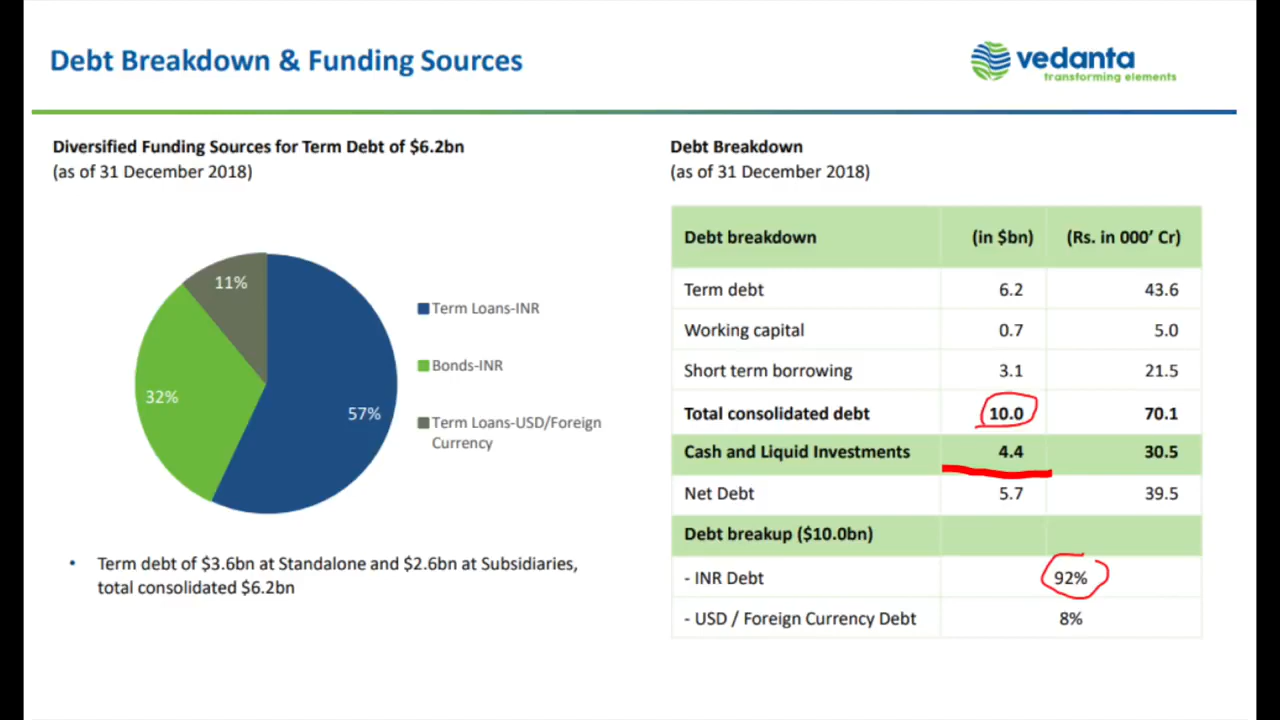 Debt Breakdown & Funding Sources
vedanta
transforming elements
Diversified Funding Sources for Term Debt of $6.2bn
(as of 31 December 2018)
11%
32%
57%
Term Loans-INR
Bonds-INR
Term Loans-USD/Foreign
Currency
• Term debt of $3.6bn at Standalone and $2.6bn at Subsidiaries,
total consolidated $6.2bn
Debt Breakdown
(as of 31 December 2018)
Debt breakdown (in $bn) (Rs. in 000’ Cr)
Term debt 6.2 43.6
Working capital 0.7 5.0
Short term borrowing 3.1 21.5
Total consolidated debt 10.0 70.1
Cash and Liquid Investments 4.4 30.5
Net Debt 5.7 39.5
Debt breakup ($10.0bn)
- INR Debt 92%
- USD / Foreign Currency Debt 8%